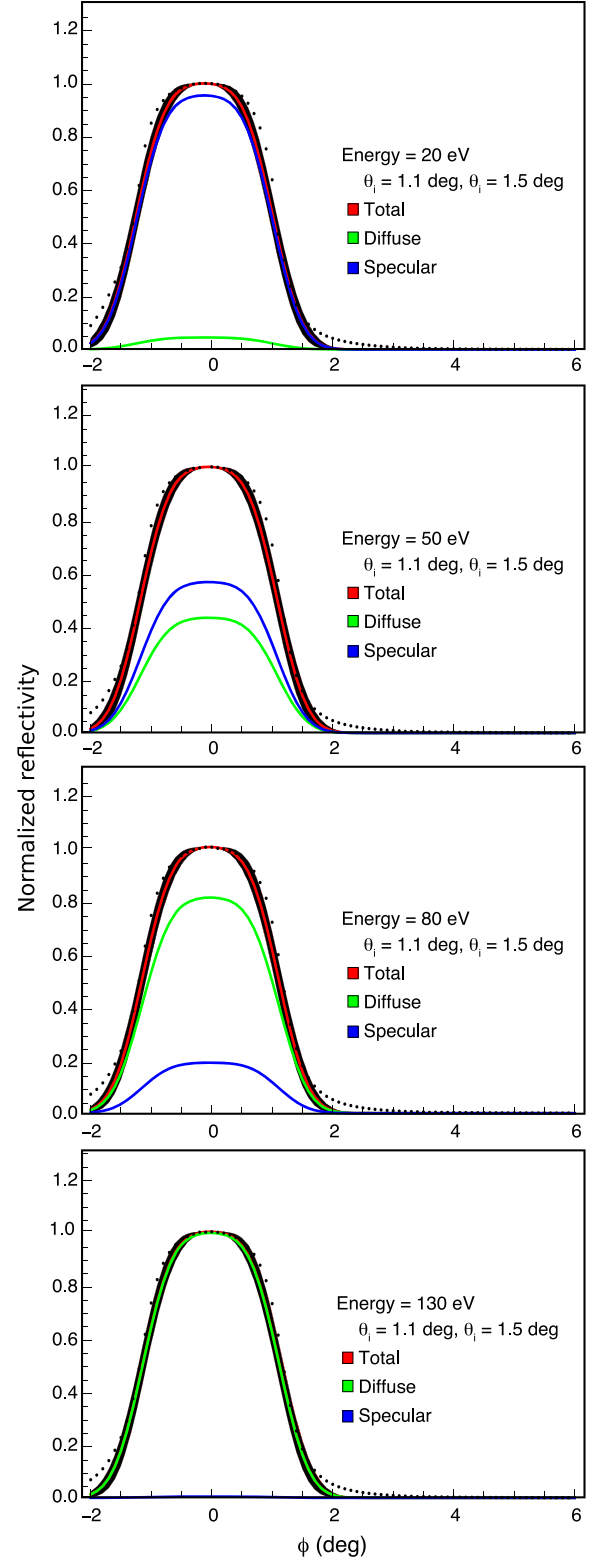 Normalized reflectivity
1.2
1.0
0.8
0.6
0.4
0.2
0.0
−2 0 2 4 6
Energy = 20 eV
θi = 1.1 deg, θi = 1.5 deg
Total
Diffuse
Specular
1.2
1.0
0.8
0.6
0.4
0.2
0.0
−2 0 2 4 6
Energy = 50 eV
θi = 1.1 deg, θi = 1.5 deg
Total
Diffuse
Specular
1.2
1.0
0.8
0.6
0.4
0.2
0.0
−2 0 2 4 6
Energy = 80 eV
θi = 1.1 deg, θi = 1.5 deg
Total
Diffuse
Specular
1.2
1.0
0.8
0.6
0.4
0.2
0.0
−2 0 2 4 6
Energy = 130 eV
θi = 1.1 deg, θi = 1.5 deg
Total
Diffuse
Specular
ϕ (deg)